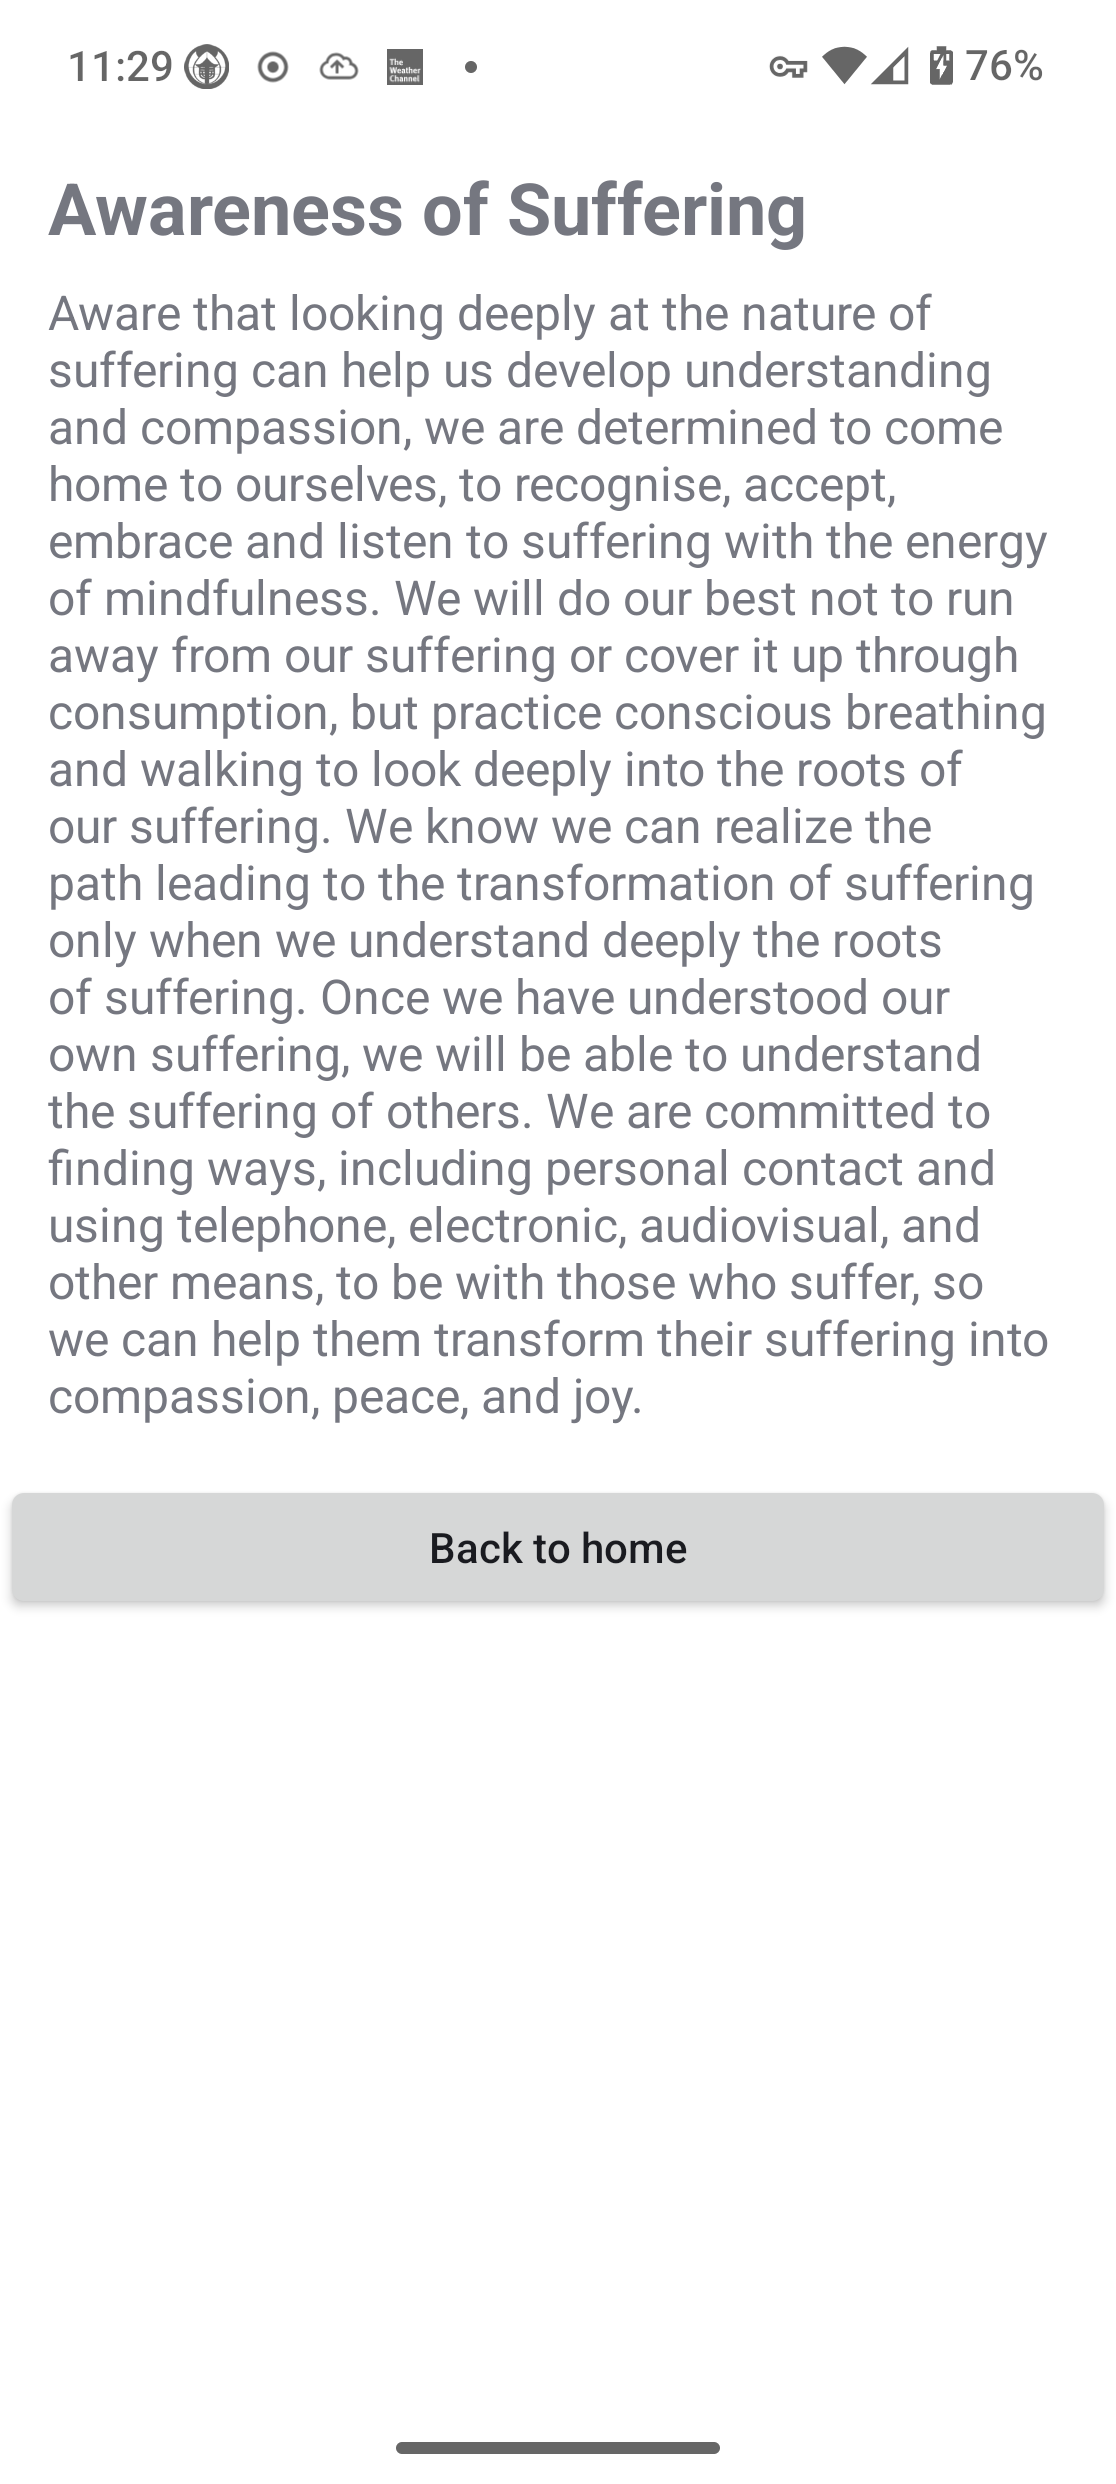 11:29
The Weather Channel
76%
Awareness of Suffering
Aware that looking deeply at the nature of
suffering can help us develop understanding
and compassion, we are determined to come
home to ourselves, to recognise, accept,
embrace and listen to suffering with the energy
of mindfulness. We will do our best not to run
away from our suffering or cover it up through
consumption, but practice conscious breathing
and walking to look deeply into the roots of
our suffering. We know we can realize the
path leading to the transformation of suffering
only when we understand deeply the roots
of suffering. Once we have understood our
own suffering, we will be able to understand
the suffering of others. We are committed to
finding ways, including personal contact and
using telephone, electronic, audiovisual, and
other means, to be with those who suffer, so
we can help them transform their suffering into
compassion, peace, and joy.
Back to home